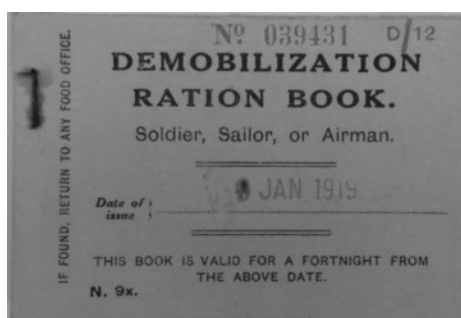 Nº 039431 D/12
DEMOBILIZATION
RATION BOOK.
Soldier, Sailor, or Airman.
JAN 1919
Date of
issue
THIS BOOK IS VALID FOR A FORTNIGHT FROM
THE ABOVE DATE.
N. 9x.
IF FOUND, RETURN TO ANY FOOD OFFICE.